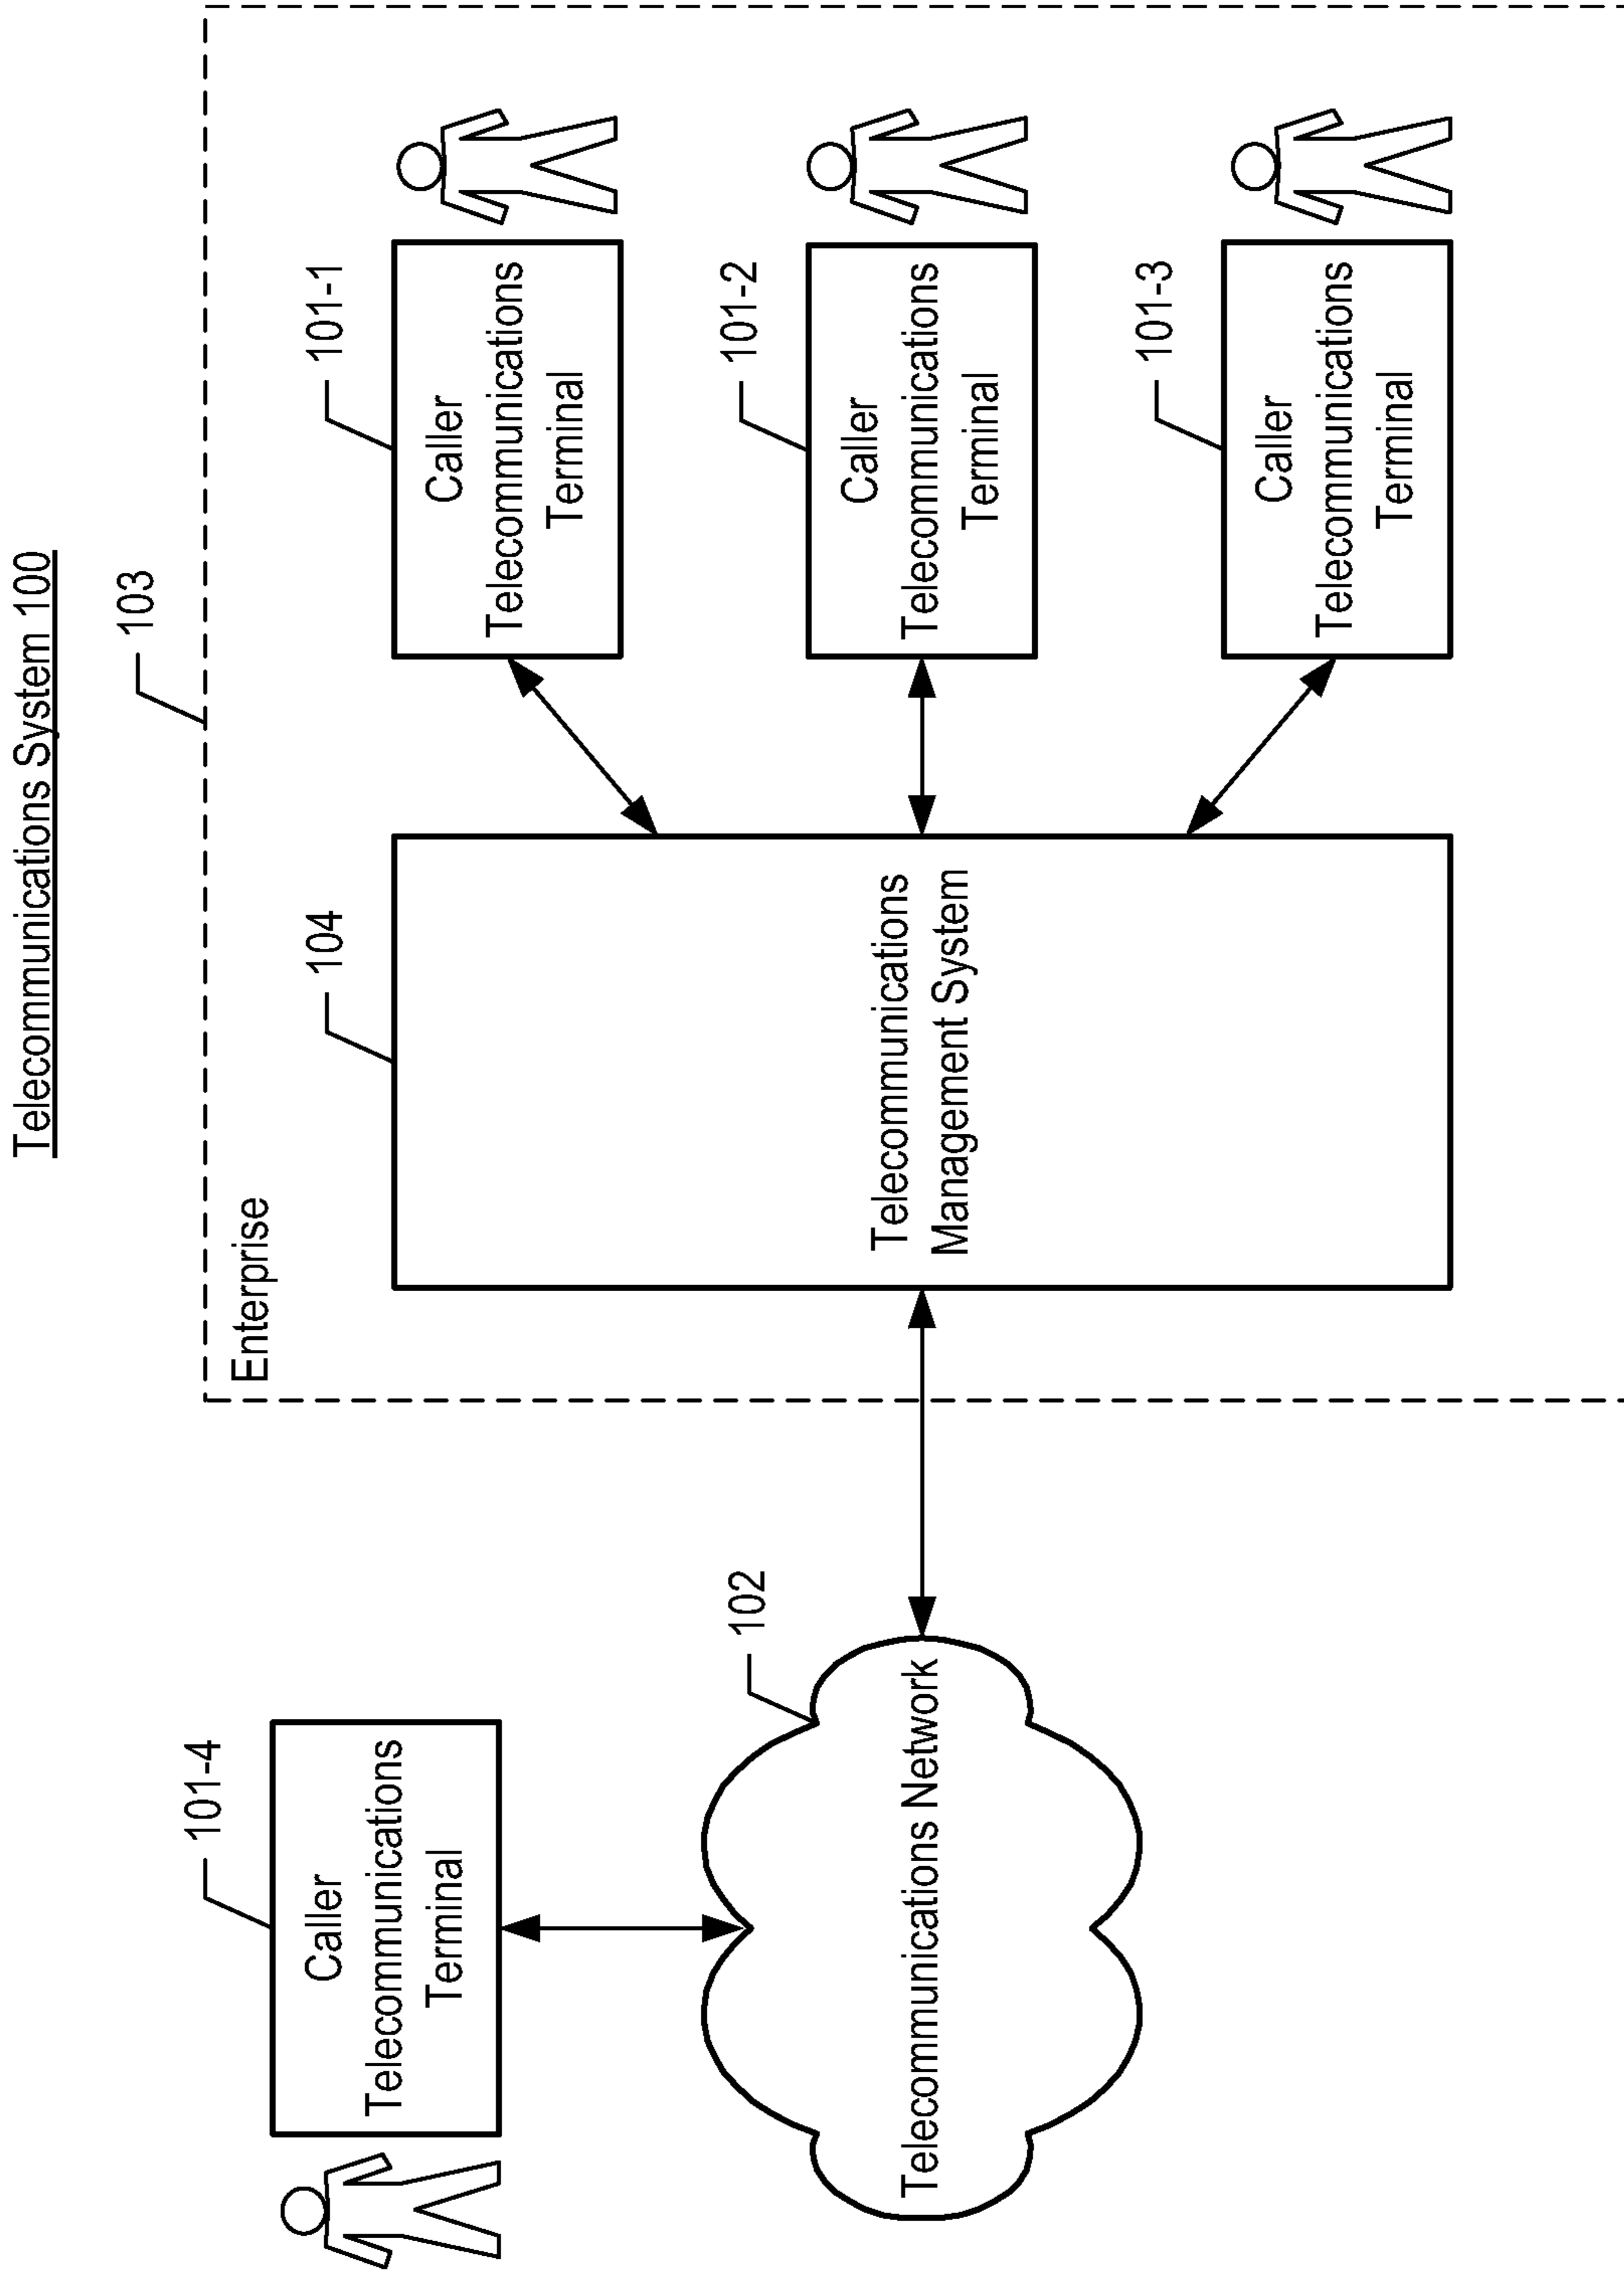 Telecommunications System 100
103
Enterprise
101-4
Caller
Telecommunications
Terminal
102
Telecommunications Network
104
Telecommunications
Management System
101-1
Caller
Telecommunications
Terminal
101-2
Caller
Telecommunications
Terminal
101-3
Caller
Telecommunications
Terminal